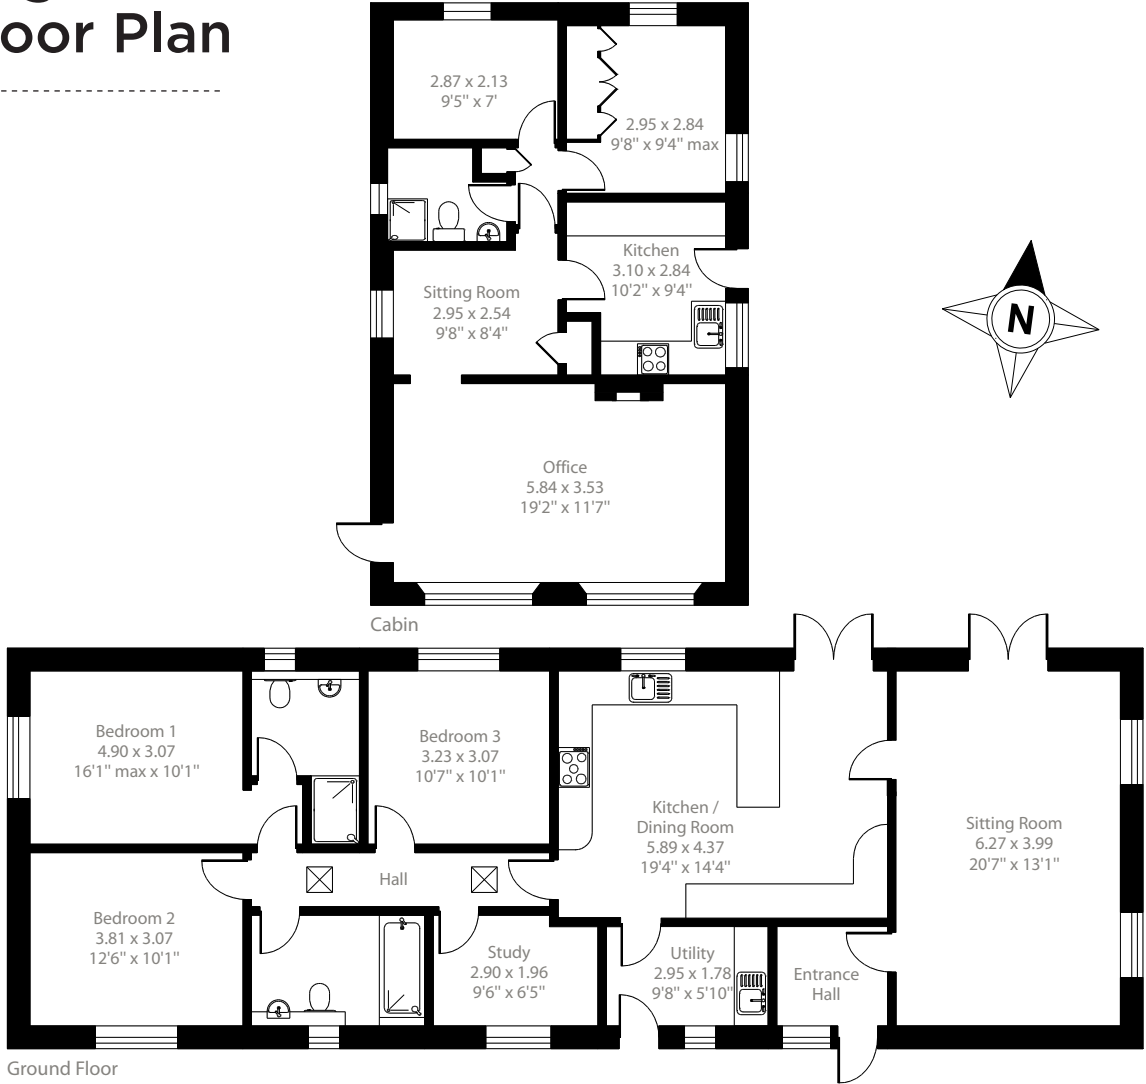 oor Plan
2.87 x 2.13
9'5" x 7'
2.95 x 2.84
9'8" x 9'4" max
Kitchen
3.10 x 2.84
10'2" x 9'4"
Sitting Room
2.95 x 2.54
9'8" x 8'4"
N
Office
5.84 x 3.53
19'2" x 11'7"
Cabin
Bedroom 1
4.90 x 3.07
16'1" max x 10'1"
Bedroom 3
3.23 x 3.07
10'7" x 10'1"
Kitchen /
Dining Room
5.89 x 4.37
19'4" x 14'4"
Sitting Room
6.27 x 3.99
20'7" x 13'1"
Hall
Bedroom 2
3.81 x 3.07
12'6" x 10'1"
Study
2.90 x 1.96
9'6" x 6'5"
Utility
2.95 x 1.78
9'8" x 5'10"
Entrance
Hall
Ground Floor